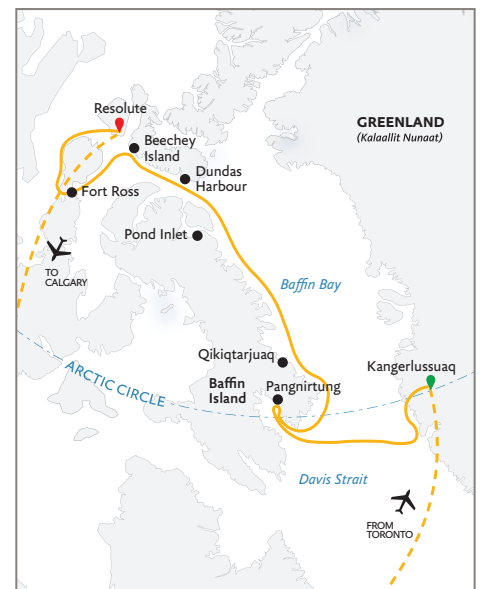 Resolute
GREENLAND
(Kalaallit Nunaat)
Beechey
Island
Dundas
Harbour
Fort Ross
Pond Inlet
TO
CALGARY
Baffin Bay
Qikiqtarjuaq
Kangerlussuaq
Baffin
Island
Pangnirtung
ARCTIC CIRCLE
Davis Strait
FROM
TORONTO